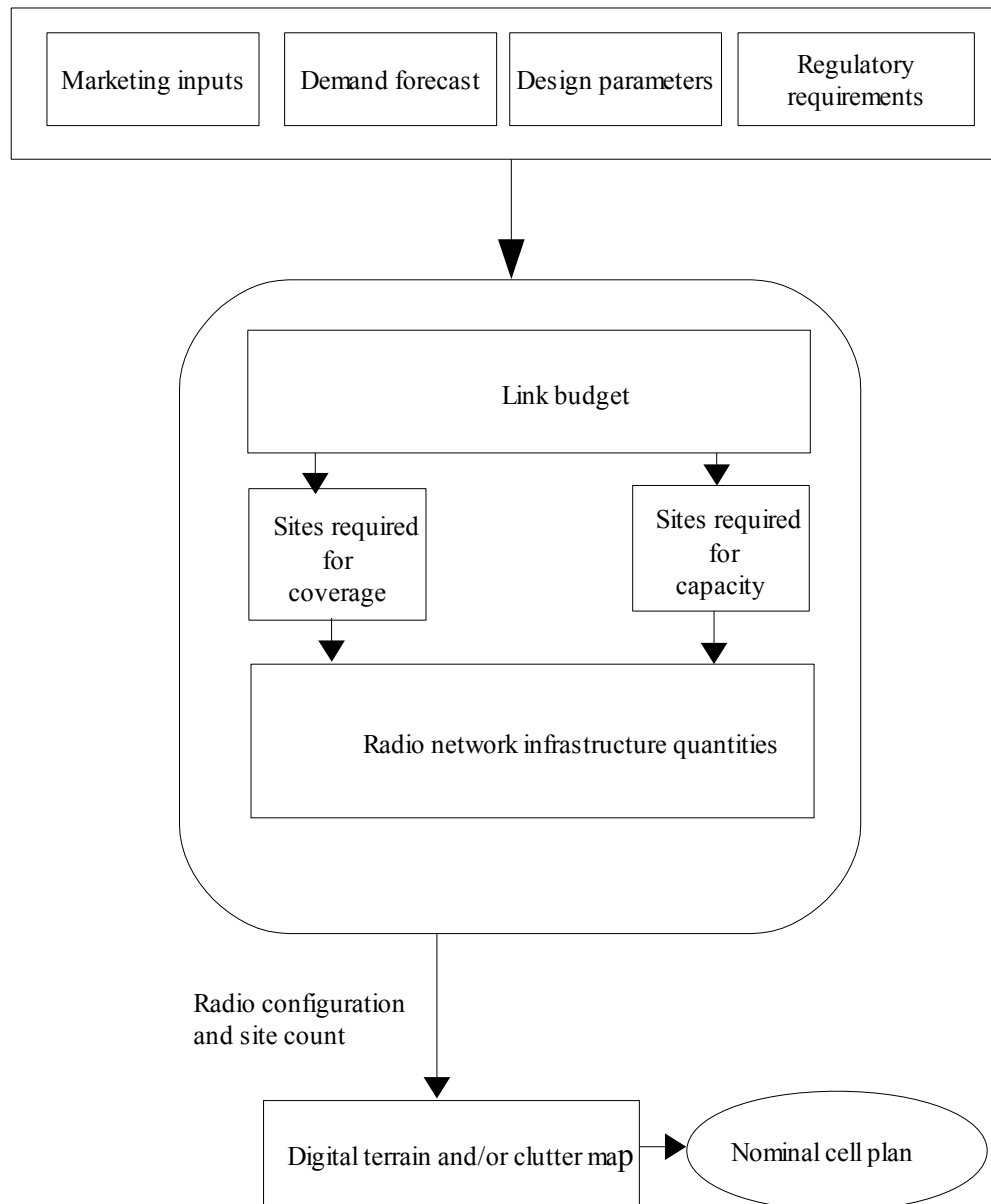 Marketing inputs
Demand forecast
Design parameters
Regulatory
requirements
Link budget
Sites required
for
coverage
Sites required
for
capacity
Radio network infrastructure quantities
Radio configuration
and site count
Digital terrain and/or clutter map
Nominal cell plan